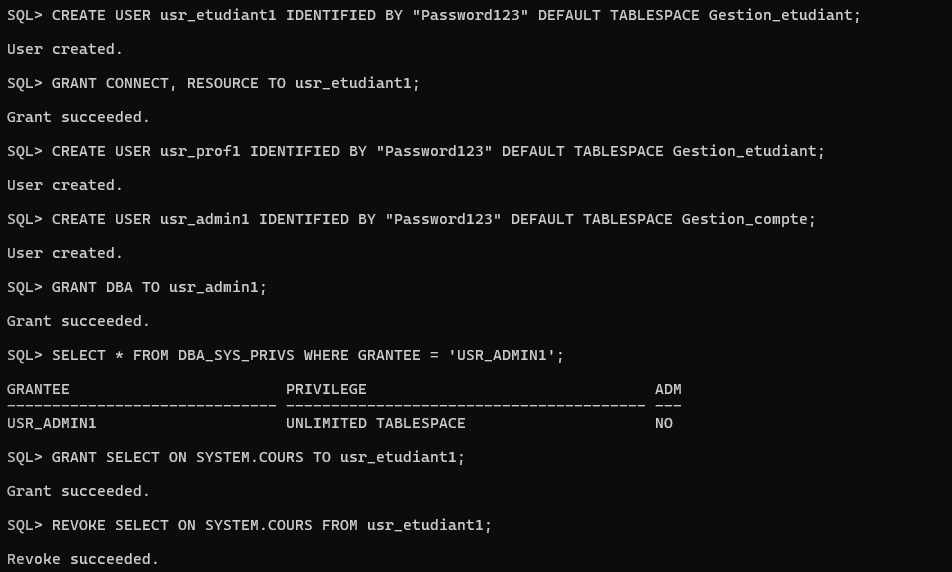 SQL> CREATE USER usr_etudiant1 IDENTIFIED BY "Password123" DEFAULT TABLESPACE Gestion_etudiant;
User created.
SQL> GRANT CONNECT, RESOURCE TO usr_etudiant1;
Grant succeeded.
SQL> CREATE USER usr_prof1 IDENTIFIED BY "Password123" DEFAULT TABLESPACE Gestion_etudiant;
User created.
SQL> CREATE USER usr_admin1 IDENTIFIED BY "Password123" DEFAULT TABLESPACE Gestion_compte;
User created.
SQL> GRANT DBA TO usr_admin1;
Grant succeeded.
SQL> SELECT * FROM DBA_SYS_PRIVS WHERE GRANTEE = 'USR_ADMIN1';
GRANTEE                        PRIVILEGE                                ADM
------------------------------ ---------------------------------------- ---
USR_ADMIN1                     UNLIMITED TABLESPACE                     NO
SQL> GRANT SELECT ON SYSTEM.COURS TO usr_etudiant1;
Grant succeeded.
SQL> REVOKE SELECT ON SYSTEM.COURS FROM usr_etudiant1;
Revoke succeeded.